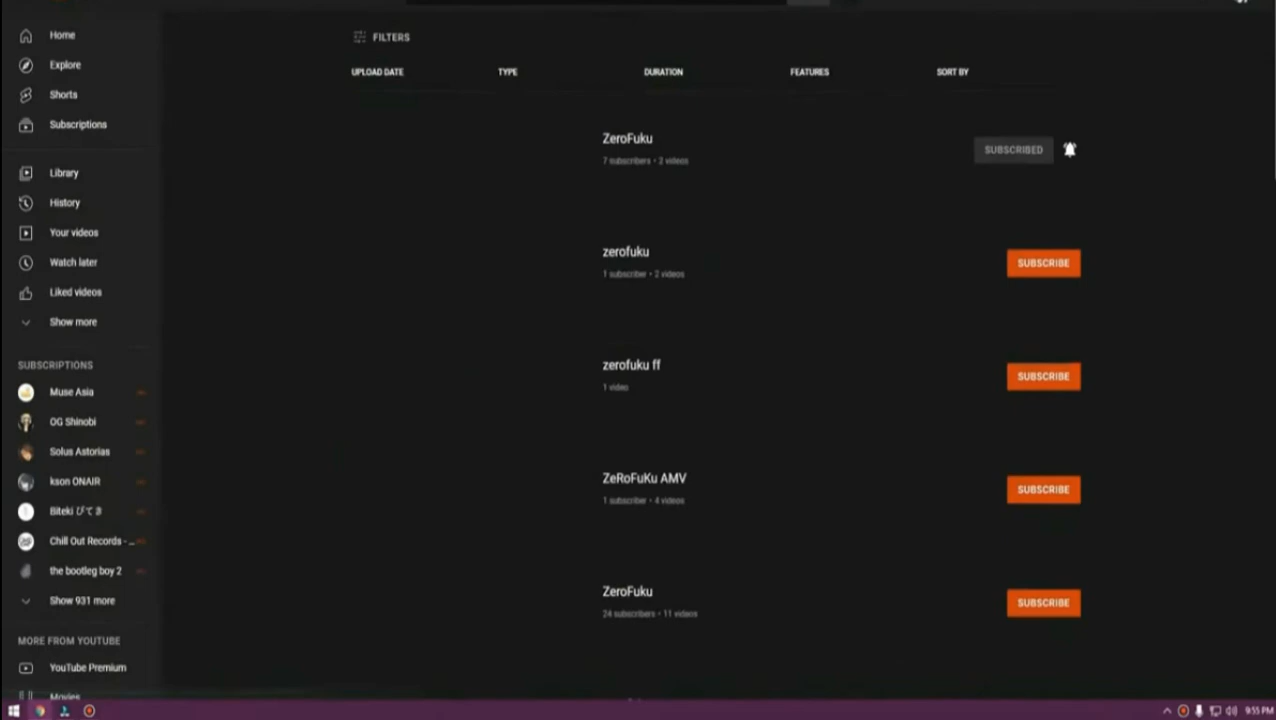 Home
Explore
Shorts
Subscriptions
Library
History
Your videos
Watch later
Liked videos
Show more
SUBSCRIPTIONS
Muse Asia
OG Shinobi
Solus Astorias
kson ONAIR
Biteki びてき
Chill Out Records - ...
the bootleg boy 2
Show 931 more
MORE FROM YOUTUBE
YouTube Premium
Movies
FILTERS
UPLOAD DATE TYPE DURATION FEATURES SORT BY
ZeroFuku
7 subscribers • 2 videos
SUBSCRIBED
zerofuku
1 subscriber • 2 videos
SUBSCRIBE
zerofuku ff
1 video
SUBSCRIBE
ZeRoFuKu AMV
1 subscriber • 4 videos
SUBSCRIBE
ZeroFuku
24 subscribers • 11 videos
SUBSCRIBE
9:55 PM